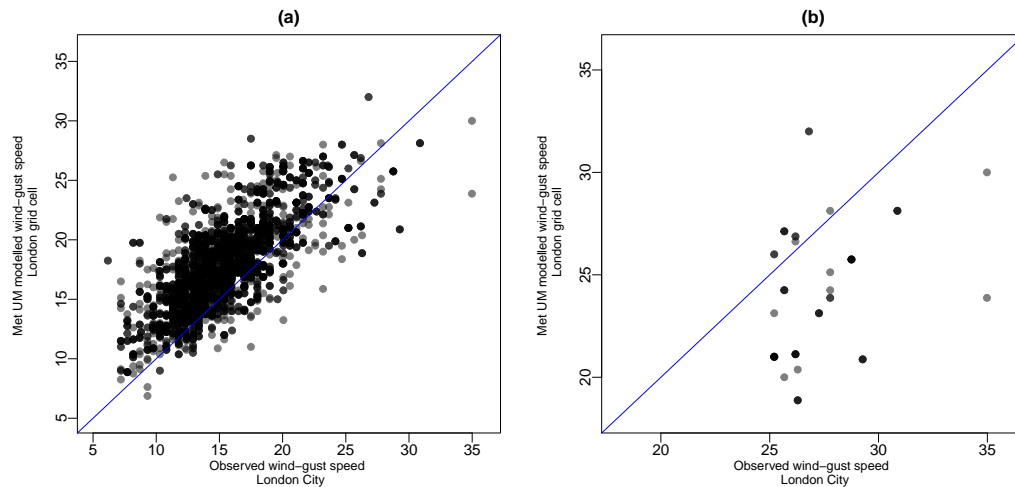 (a)
Met UM modelled wind−gust speed
London grid cell
35
30
25
20
15
10
5
5 10 15 20 25 30 35
Observed wind−gust speed
London City
(b)
Met UM modelled wind−gust speed
London grid cell
35
30
25
20
20 25 30 35
Observed wind−gust speed
London City